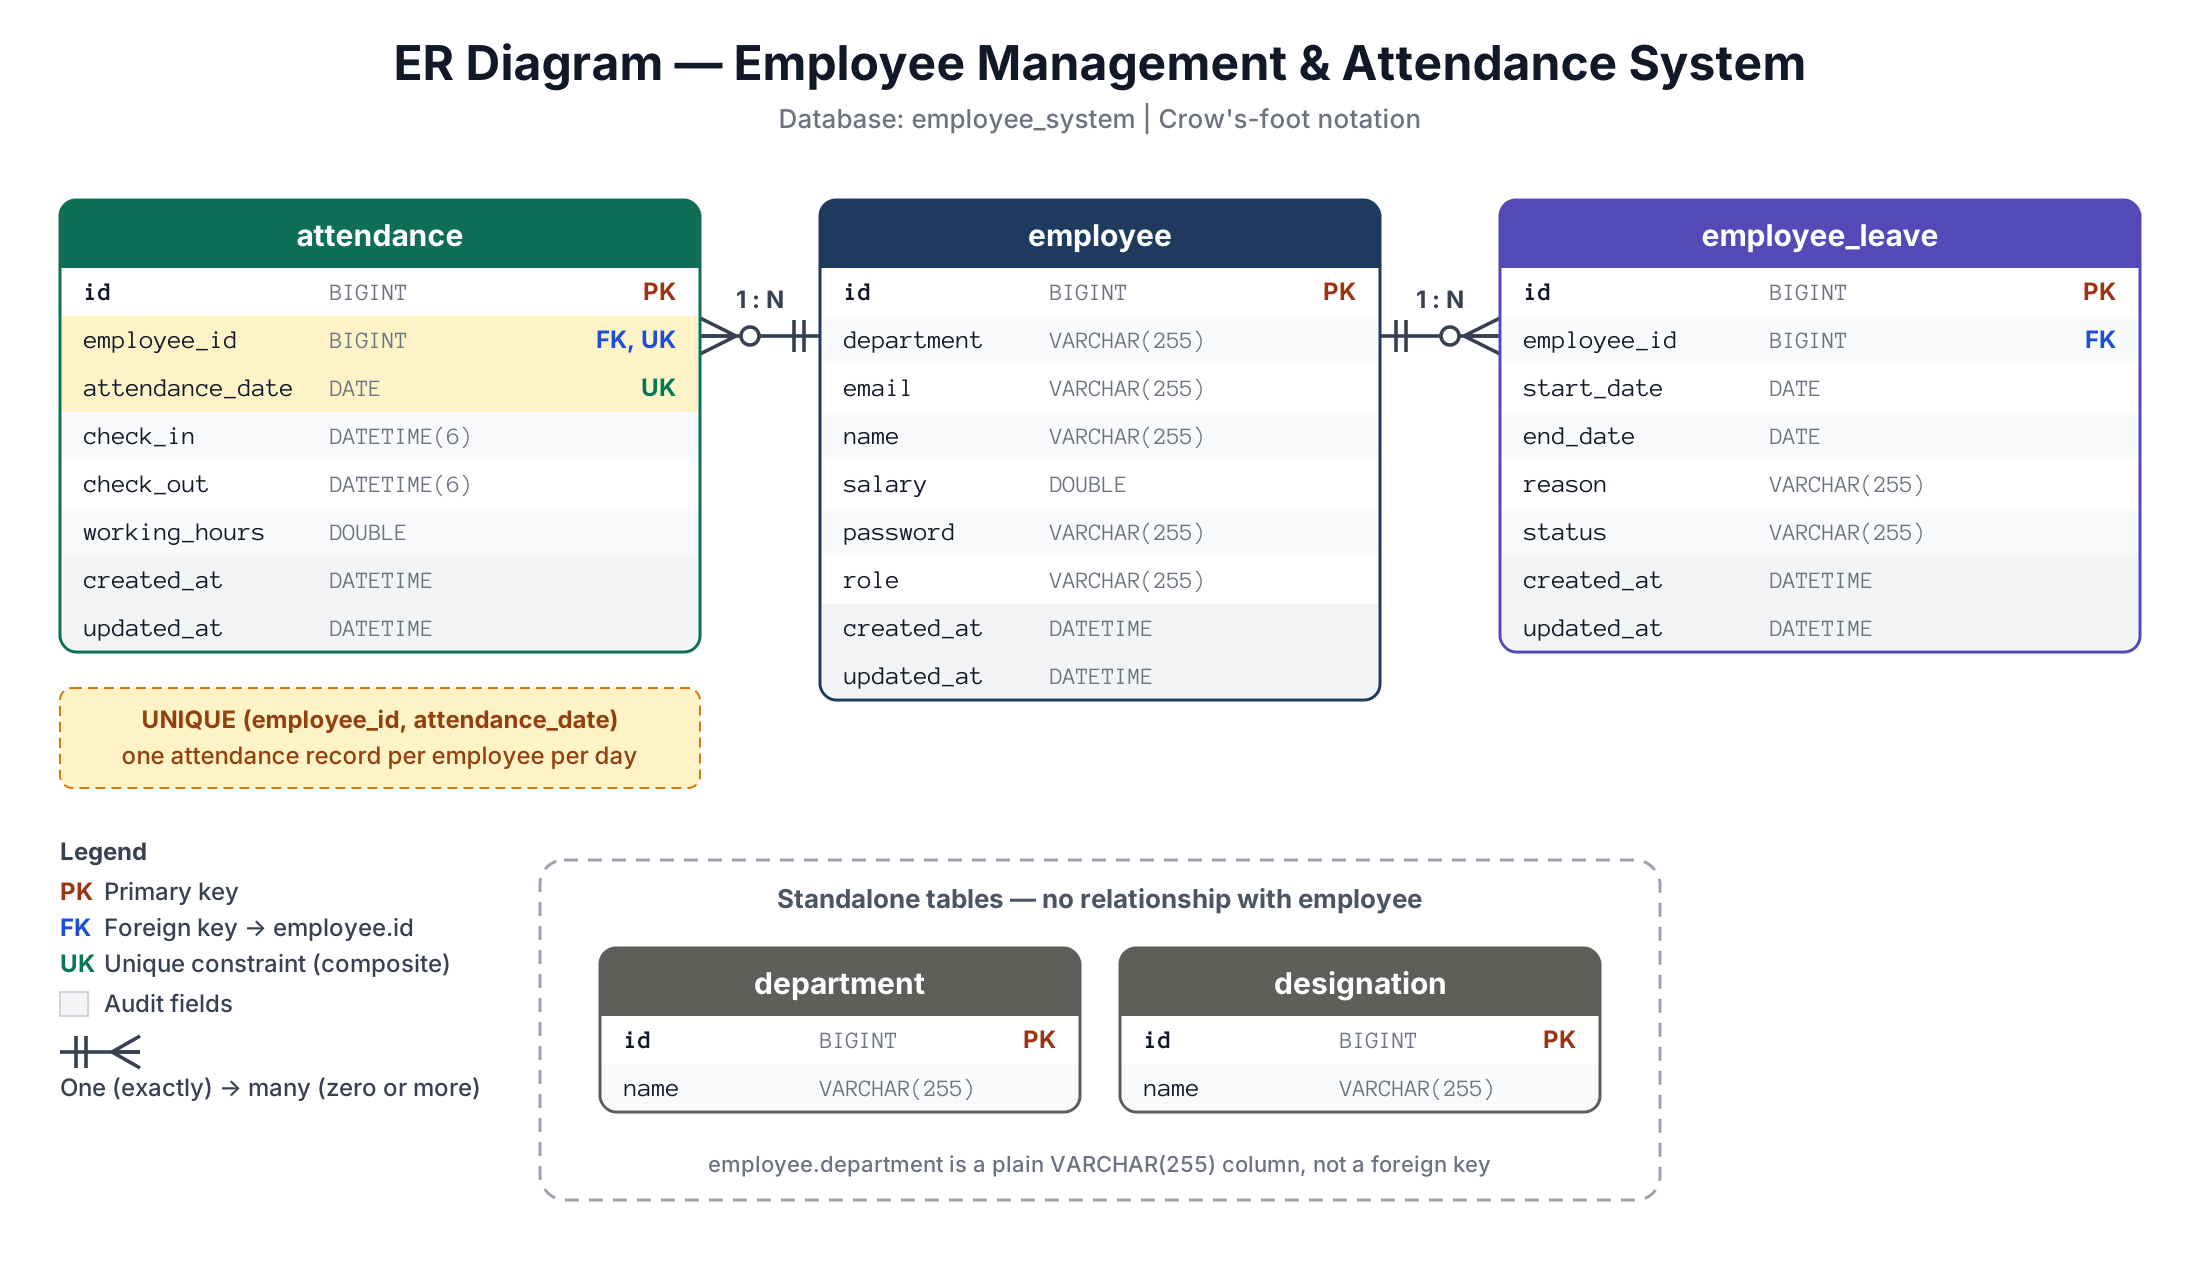 ER Diagram — Employee Management & Attendance System
Database: employee_system | Crow's-foot notation
attendance
id BIGINT PK
employee_id BIGINT FK, UK
attendance_date DATE UK
check_in DATETIME(6)
check_out DATETIME(6)
working_hours DOUBLE
created_at DATETIME
updated_at DATETIME
1 : N
employee
id BIGINT PK
department VARCHAR(255)
email VARCHAR(255)
name VARCHAR(255)
salary DOUBLE
password VARCHAR(255)
role VARCHAR(255)
created_at DATETIME
updated_at DATETIME
1 : N
employee_leave
id BIGINT PK
employee_id BIGINT FK
start_date DATE
end_date DATE
reason VARCHAR(255)
status VARCHAR(255)
created_at DATETIME
updated_at DATETIME
UNIQUE (employee_id, attendance_date)
one attendance record per employee per day
Legend
PK Primary key
FK Foreign key → employee.id
UK Unique constraint (composite)
Audit fields
One (exactly) → many (zero or more)
Standalone tables — no relationship with employee
department
id BIGINT PK
name VARCHAR(255)
designation
id BIGINT PK
name VARCHAR(255)
employee.department is a plain VARCHAR(255) column, not a foreign key